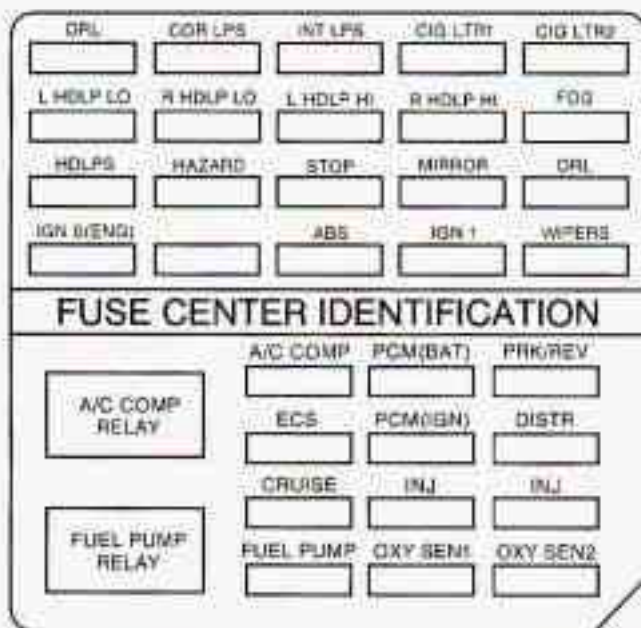 DRL COR LPS INT LPS CIG LTR1 CIG LTR2
L HDLP LO R HDLP LO L HDLP HI R HDLP HI FOG
HDLPS HAZARD STOP MIRROR DRL
IGN 0(ENG) ABS IGN 1 WIPERS
FUSE CENTER IDENTIFICATION
A/C COMP PCM(BAT) PRK/REV
A/C COMP
RELAY
ECS PCM(IGN) DISTR
CRUISE INJ INJ
FUEL PUMP
RELAY
FUEL PUMP OXY SEN1 OXY SEN2